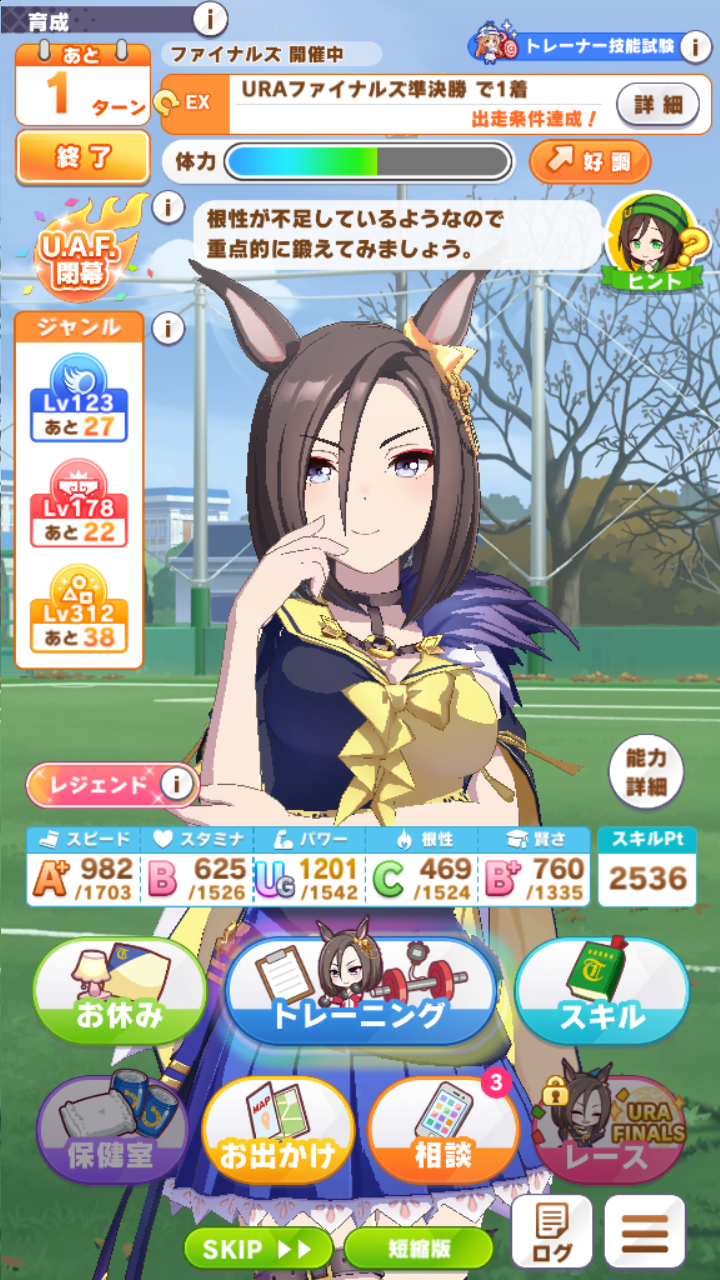 育成
i
あと
1 ターン
終了
ファイナルズ 開催中
トレーナー技能試験
i
EX
URAファイナルズ準決勝 で1着
出走条件達成！
詳細
体力
好調
i
U.A.F.
閉幕
根性が不足しているようなので
重点的に鍛えてみましょう。
ヒント
ジャンル
i
Lv123
あと27
Lv178
あと22
Lv312
あと38
レジェンド
i
能力
詳細
スピード スタミナ パワー 根性 賢さ スキルPt
A+ 982 /1703
B 625 /1526
UG 1201 /1542
C 469 /1524
B+ 760 /1335
2536
お休み
トレーニング
スキル
保健室
MAP
お出かけ
3
相談
URA
FINALS
レース
SKIP
短縮版
ログ